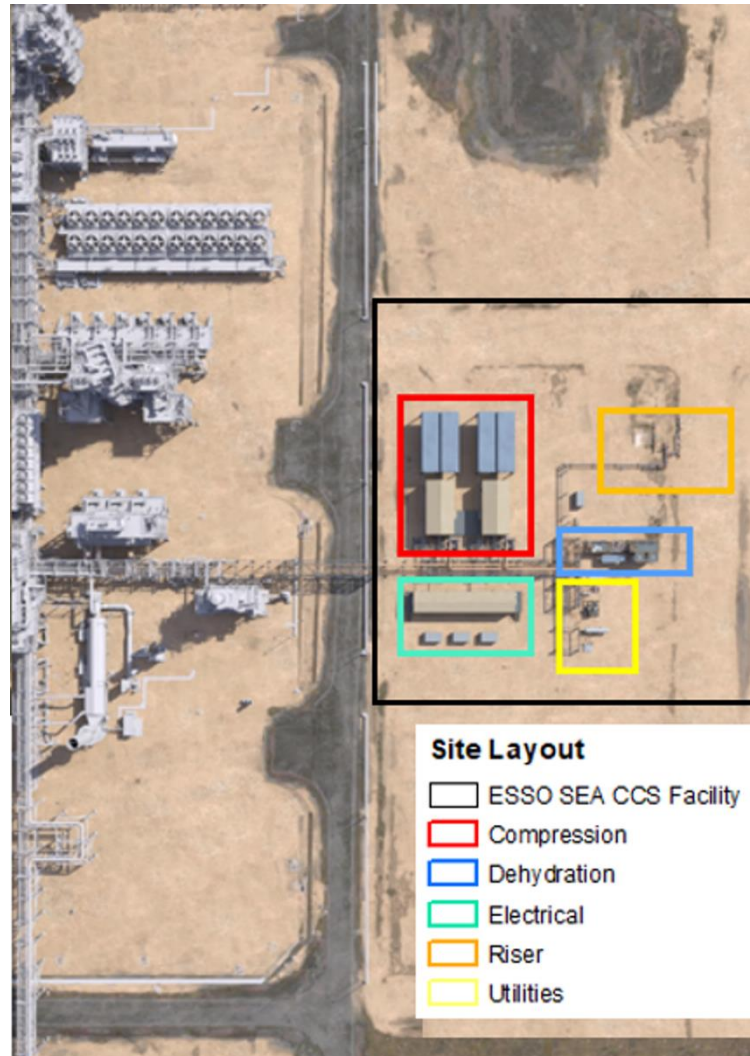 Site Layout
ESSO SEA CCS Facility
Compression
Dehydration
Electrical
Riser
Utilities